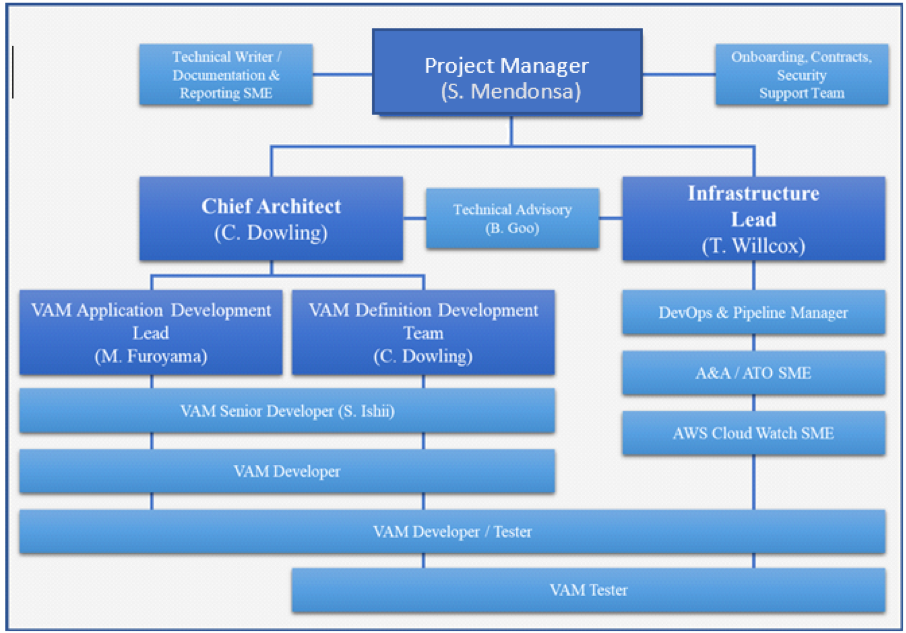 Technical Writer /
Documentation &
Reporting SME
Project Manager
(S. Mendonsa)
Onboarding, Contracts,
Security
Support Team
Chief Architect
(C. Dowling)
Technical Advisory
(B. Goo)
Infrastructure
Lead
(T. Willcox)
VAM Application Development
Lead
(M. Furoyama)
VAM Definition Development
Team
(C. Dowling)
DevOps & Pipeline Manager
A&A / ATO SME
VAM Senior Developer (S. Ishii)
AWS Cloud Watch SME
VAM Developer
VAM Developer / Tester
VAM Tester